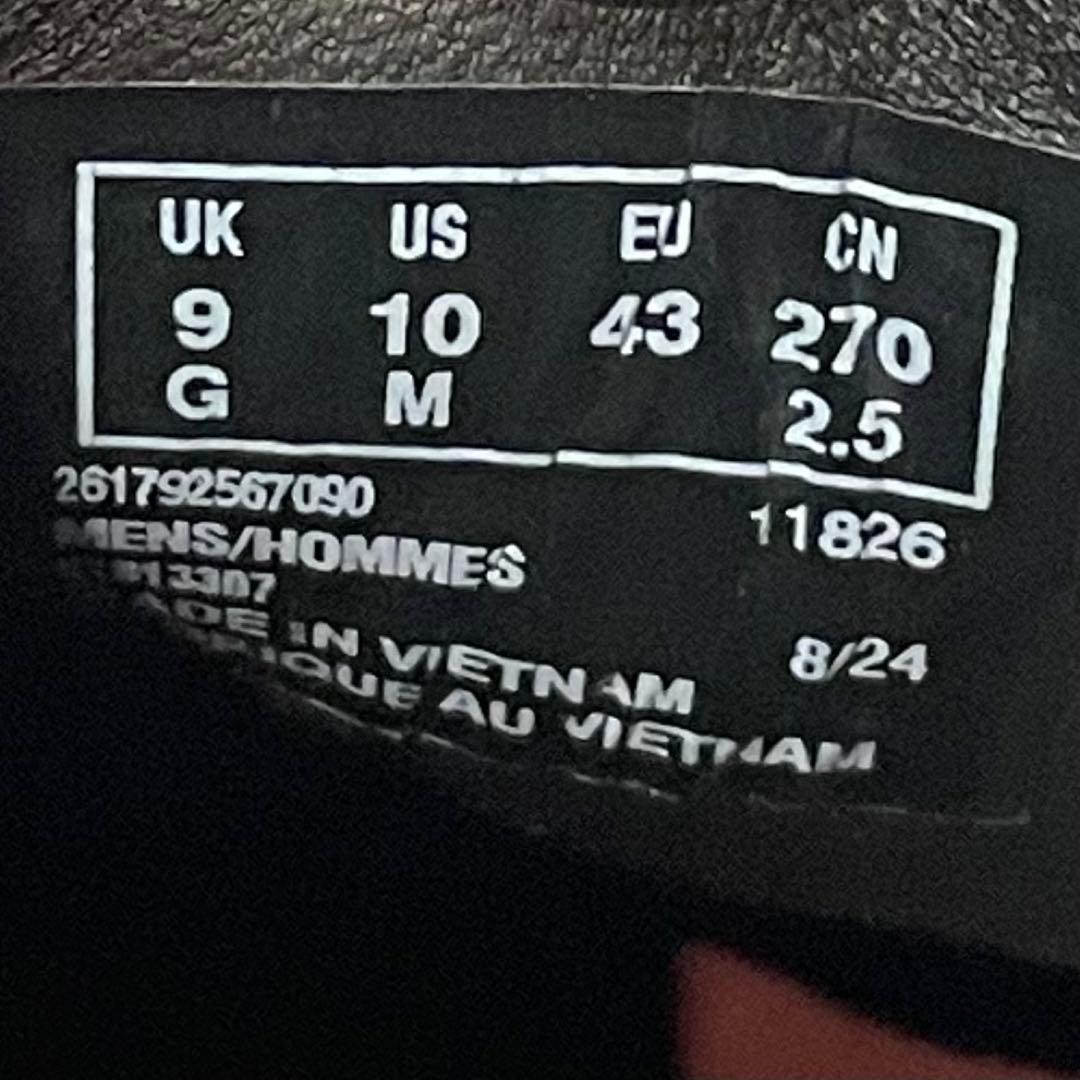 UK US EU CN
9 10 43 270
G M 2.5
261792567090 11826
MENS/HOMMES
MADE IN VIETNAM 8/24
AU VIETNAM